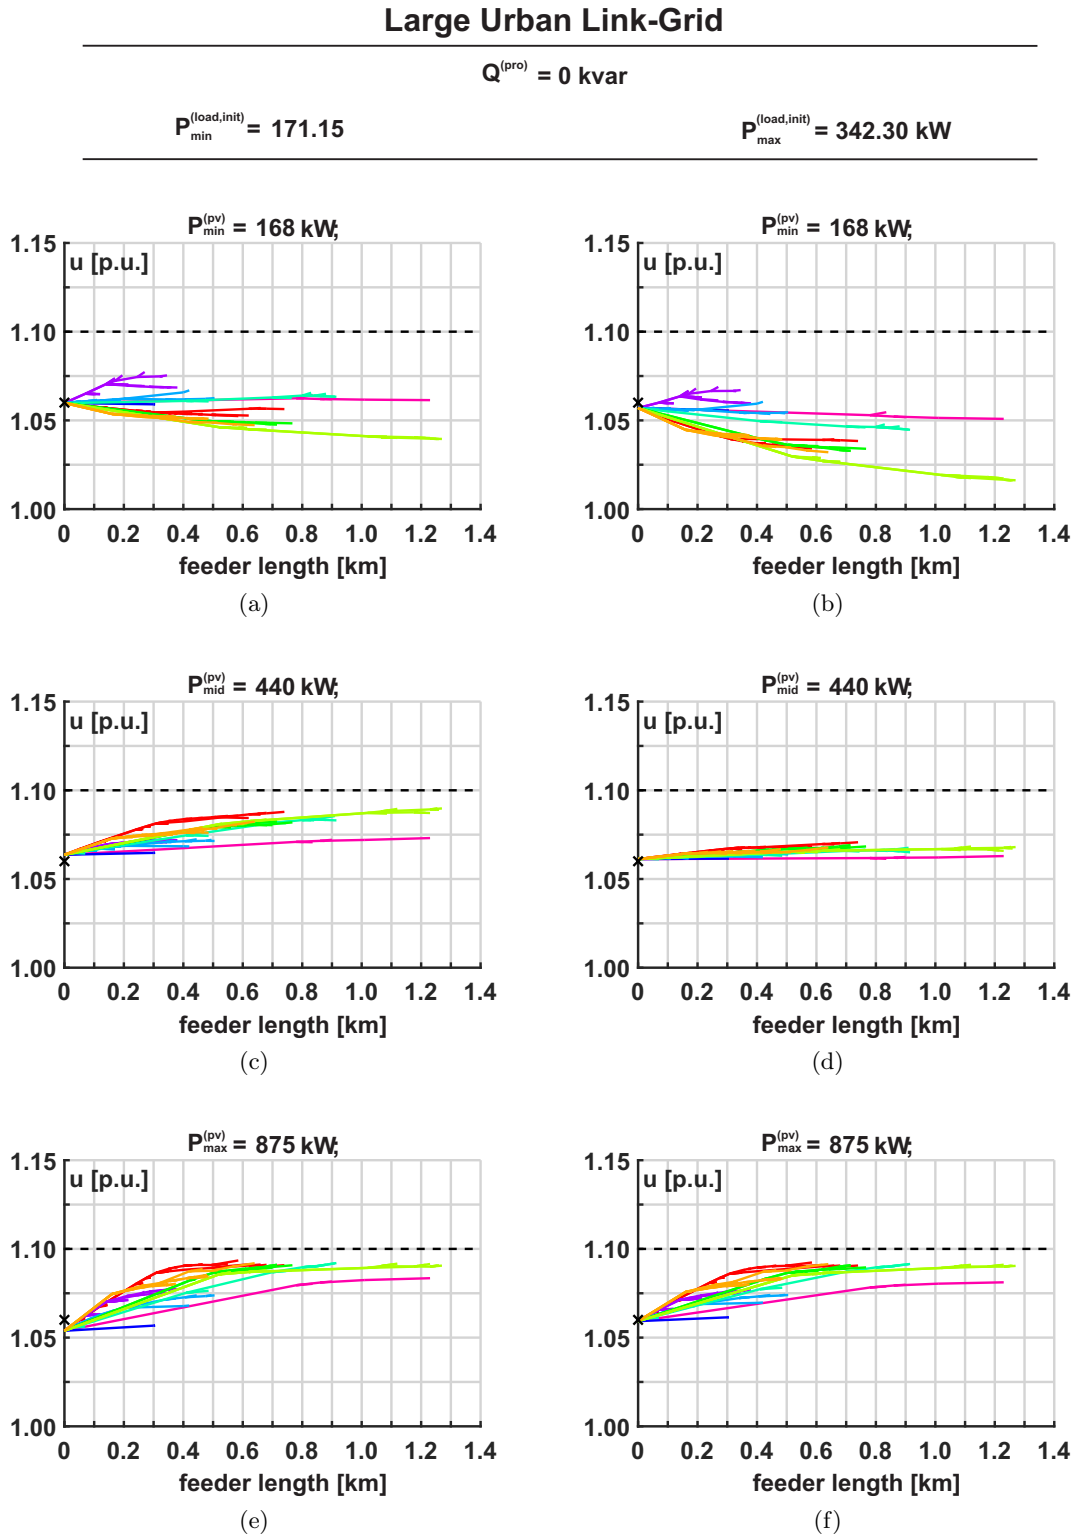 Large Urban Link-Grid
Q(pro) = 0 kvar
P(load,init)min = 171.15 P(load,init)max = 342.30 kW
P(pv)min = 168 kW; P(pv)min = 168 kW;
1.15 1.15
u [p.u.] u [p.u.]
1.10 1.10
1.05 1.05
1.00 1.00
0 0.2 0.4 0.6 0.8 1.0 1.2 1.4 0 0.2 0.4 0.6 0.8 1.0 1.2 1.4
feeder length [km] feeder length [km]
(a) (b)
P(pv)mid = 440 kW; P(pv)mid = 440 kW;
1.15 1.15
u [p.u.] u [p.u.]
1.10 1.10
1.05 1.05
1.00 1.00
0 0.2 0.4 0.6 0.8 1.0 1.2 1.4 0 0.2 0.4 0.6 0.8 1.0 1.2 1.4
feeder length [km] feeder length [km]
(c) (d)
P(pv)max = 875 kW; P(pv)max = 875 kW;
1.15 1.15
u [p.u.] u [p.u.]
1.10 1.10
1.05 1.05
1.00 1.00
0 0.2 0.4 0.6 0.8 1.0 1.2 1.4 0 0.2 0.4 0.6 0.8 1.0 1.2 1.4
feeder length [km] feeder length [km]
(e) (f)